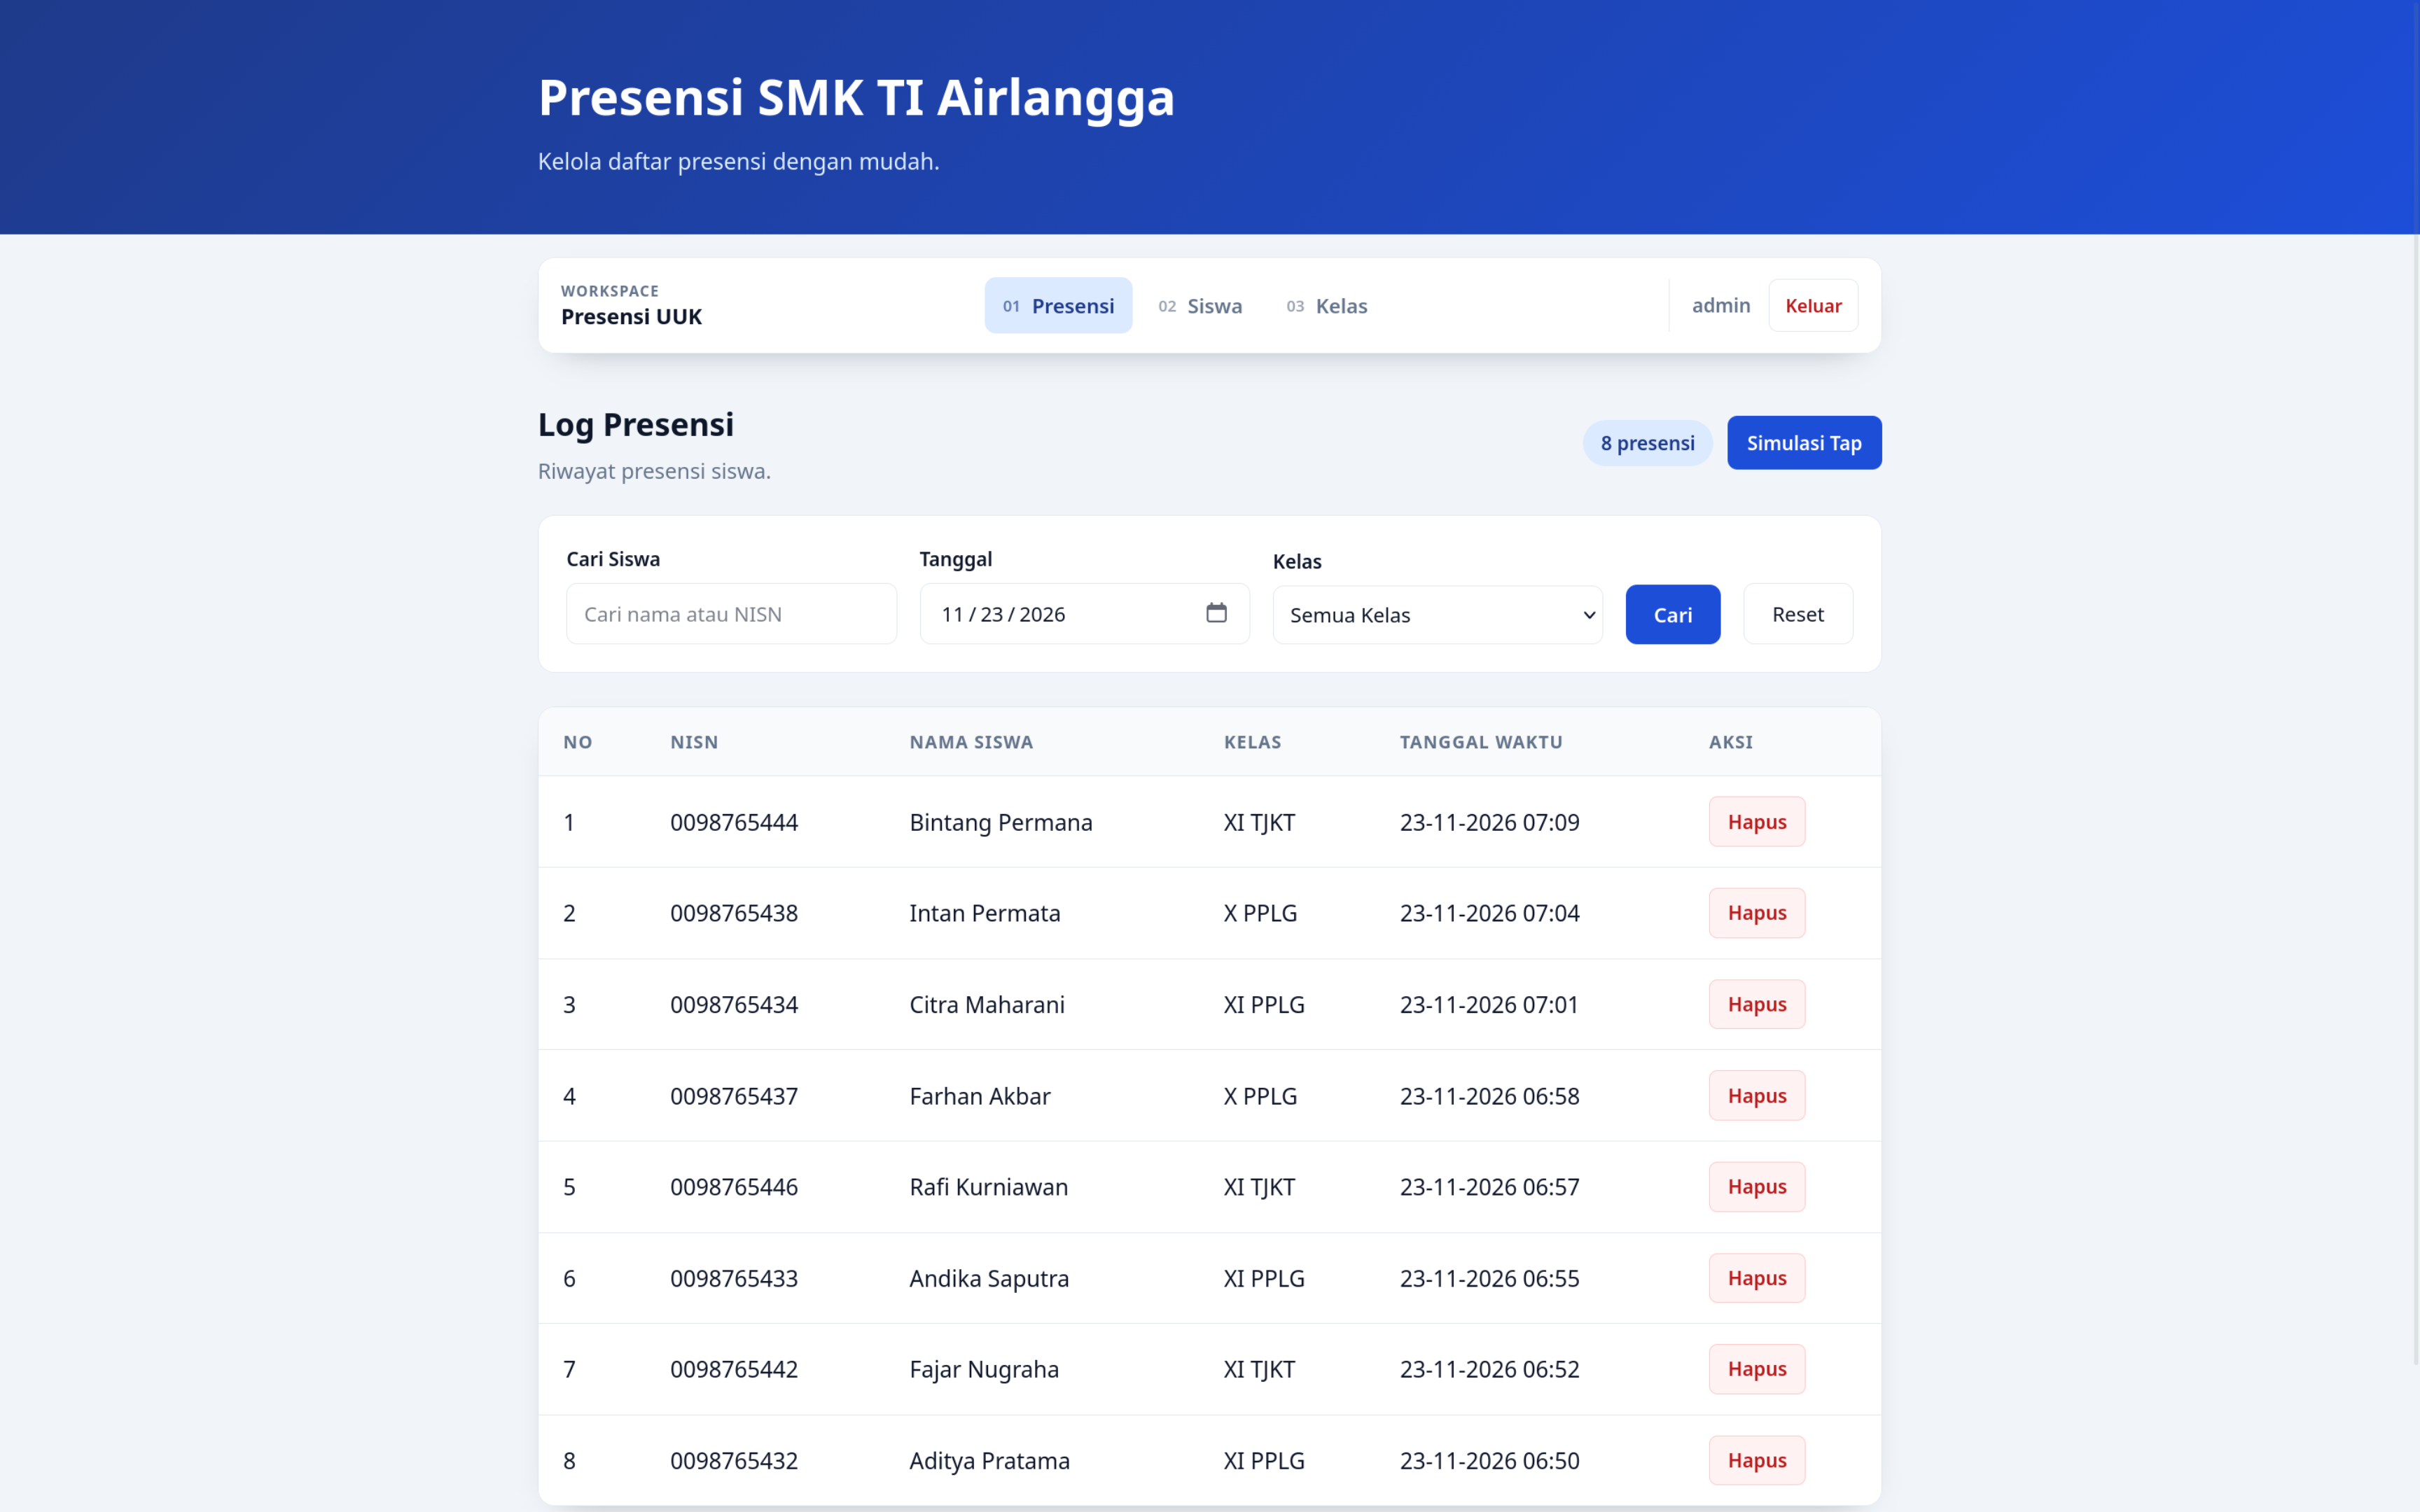 Presensi SMK TI Airlangga
Kelola daftar presensi dengan mudah.
WORKSPACE
Presensi UUK
01 Presensi 02 Siswa 03 Kelas
admin Keluar
Log Presensi
Riwayat presensi siswa.
8 presensi Simulasi Tap
Cari Siswa Tanggal Kelas
Cari nama atau NISN 11/23/2026 Semua Kelas Cari Reset
NO NISN NAMA SISWA KELAS TANGGAL WAKTU AKSI
1 0098765444 Bintang Permana XI TJKT 23-11-2026 07:09 Hapus
2 0098765438 Intan Permata X PPLG 23-11-2026 07:04 Hapus
3 0098765434 Citra Maharani XI PPLG 23-11-2026 07:01 Hapus
4 0098765437 Farhan Akbar X PPLG 23-11-2026 06:58 Hapus
5 0098765446 Rafi Kurniawan XI TJKT 23-11-2026 06:57 Hapus
6 0098765433 Andika Saputra XI PPLG 23-11-2026 06:55 Hapus
7 0098765442 Fajar Nugraha XI TJKT 23-11-2026 06:52 Hapus
8 0098765432 Aditya Pratama XI PPLG 23-11-2026 06:50 Hapus